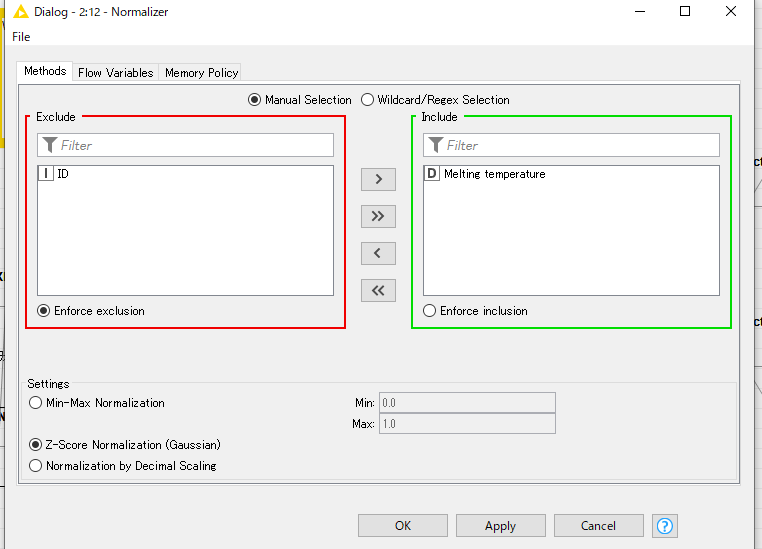 Dialog - 2:12 - Normalizer
File
Methods Flow Variables Memory Policy
Manual Selection Wildcard/Regex Selection
Exclude Include
Filter Filter
I ID D Melting temperature
>
>>
<
<<
Enforce exclusion Enforce inclusion
Settings
Min-Max Normalization Min: 0.0
Max: 1.0
Z-Score Normalization (Gaussian)
Normalization by Decimal Scaling
OK Apply Cancel ?